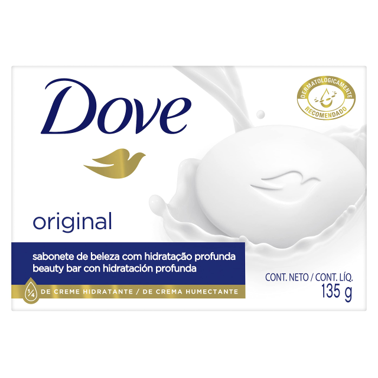 Dove
DERMATOLOGICAMENTE
RECOMENDADO
original
sabonete de beleza com hidratação profunda
beauty bar con hidratación profunda
¼ DE CREME HIDRATANTE / DE CREMA HUMECTANTE
CONT. NETO / CONT. LÍQ.
135 g